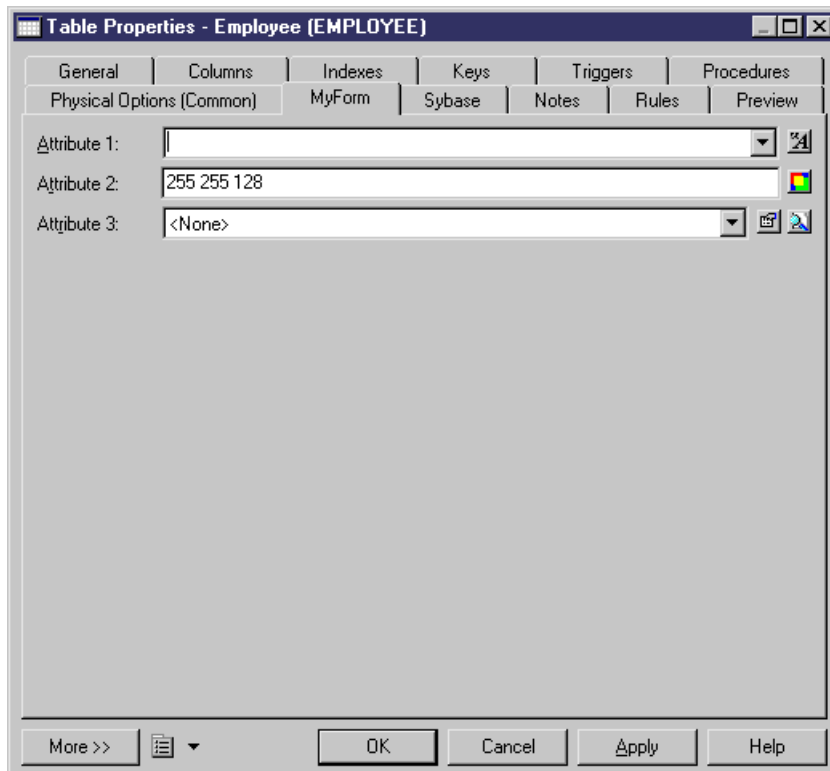 Table Properties - Employee (EMPLOYEE)
General Columns Indexes Keys Triggers Procedures
Physical Options (Common) MyForm Sybase Notes Rules Preview
Attribute 1:
Attribute 2: 255 255 128
Attribute 3: <None>
More >> OK Cancel Apply Help